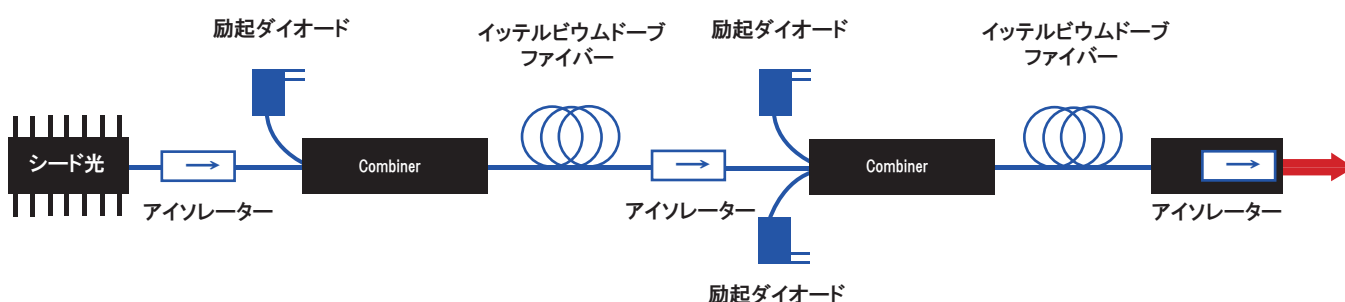 励起ダイオード
イッテルビウムドープ
ファイバー
励起ダイオード
イッテルビウムドープ
ファイバー
シード光
Combiner
Combiner
アイソレーター
アイソレーター
アイソレーター
励起ダイオード